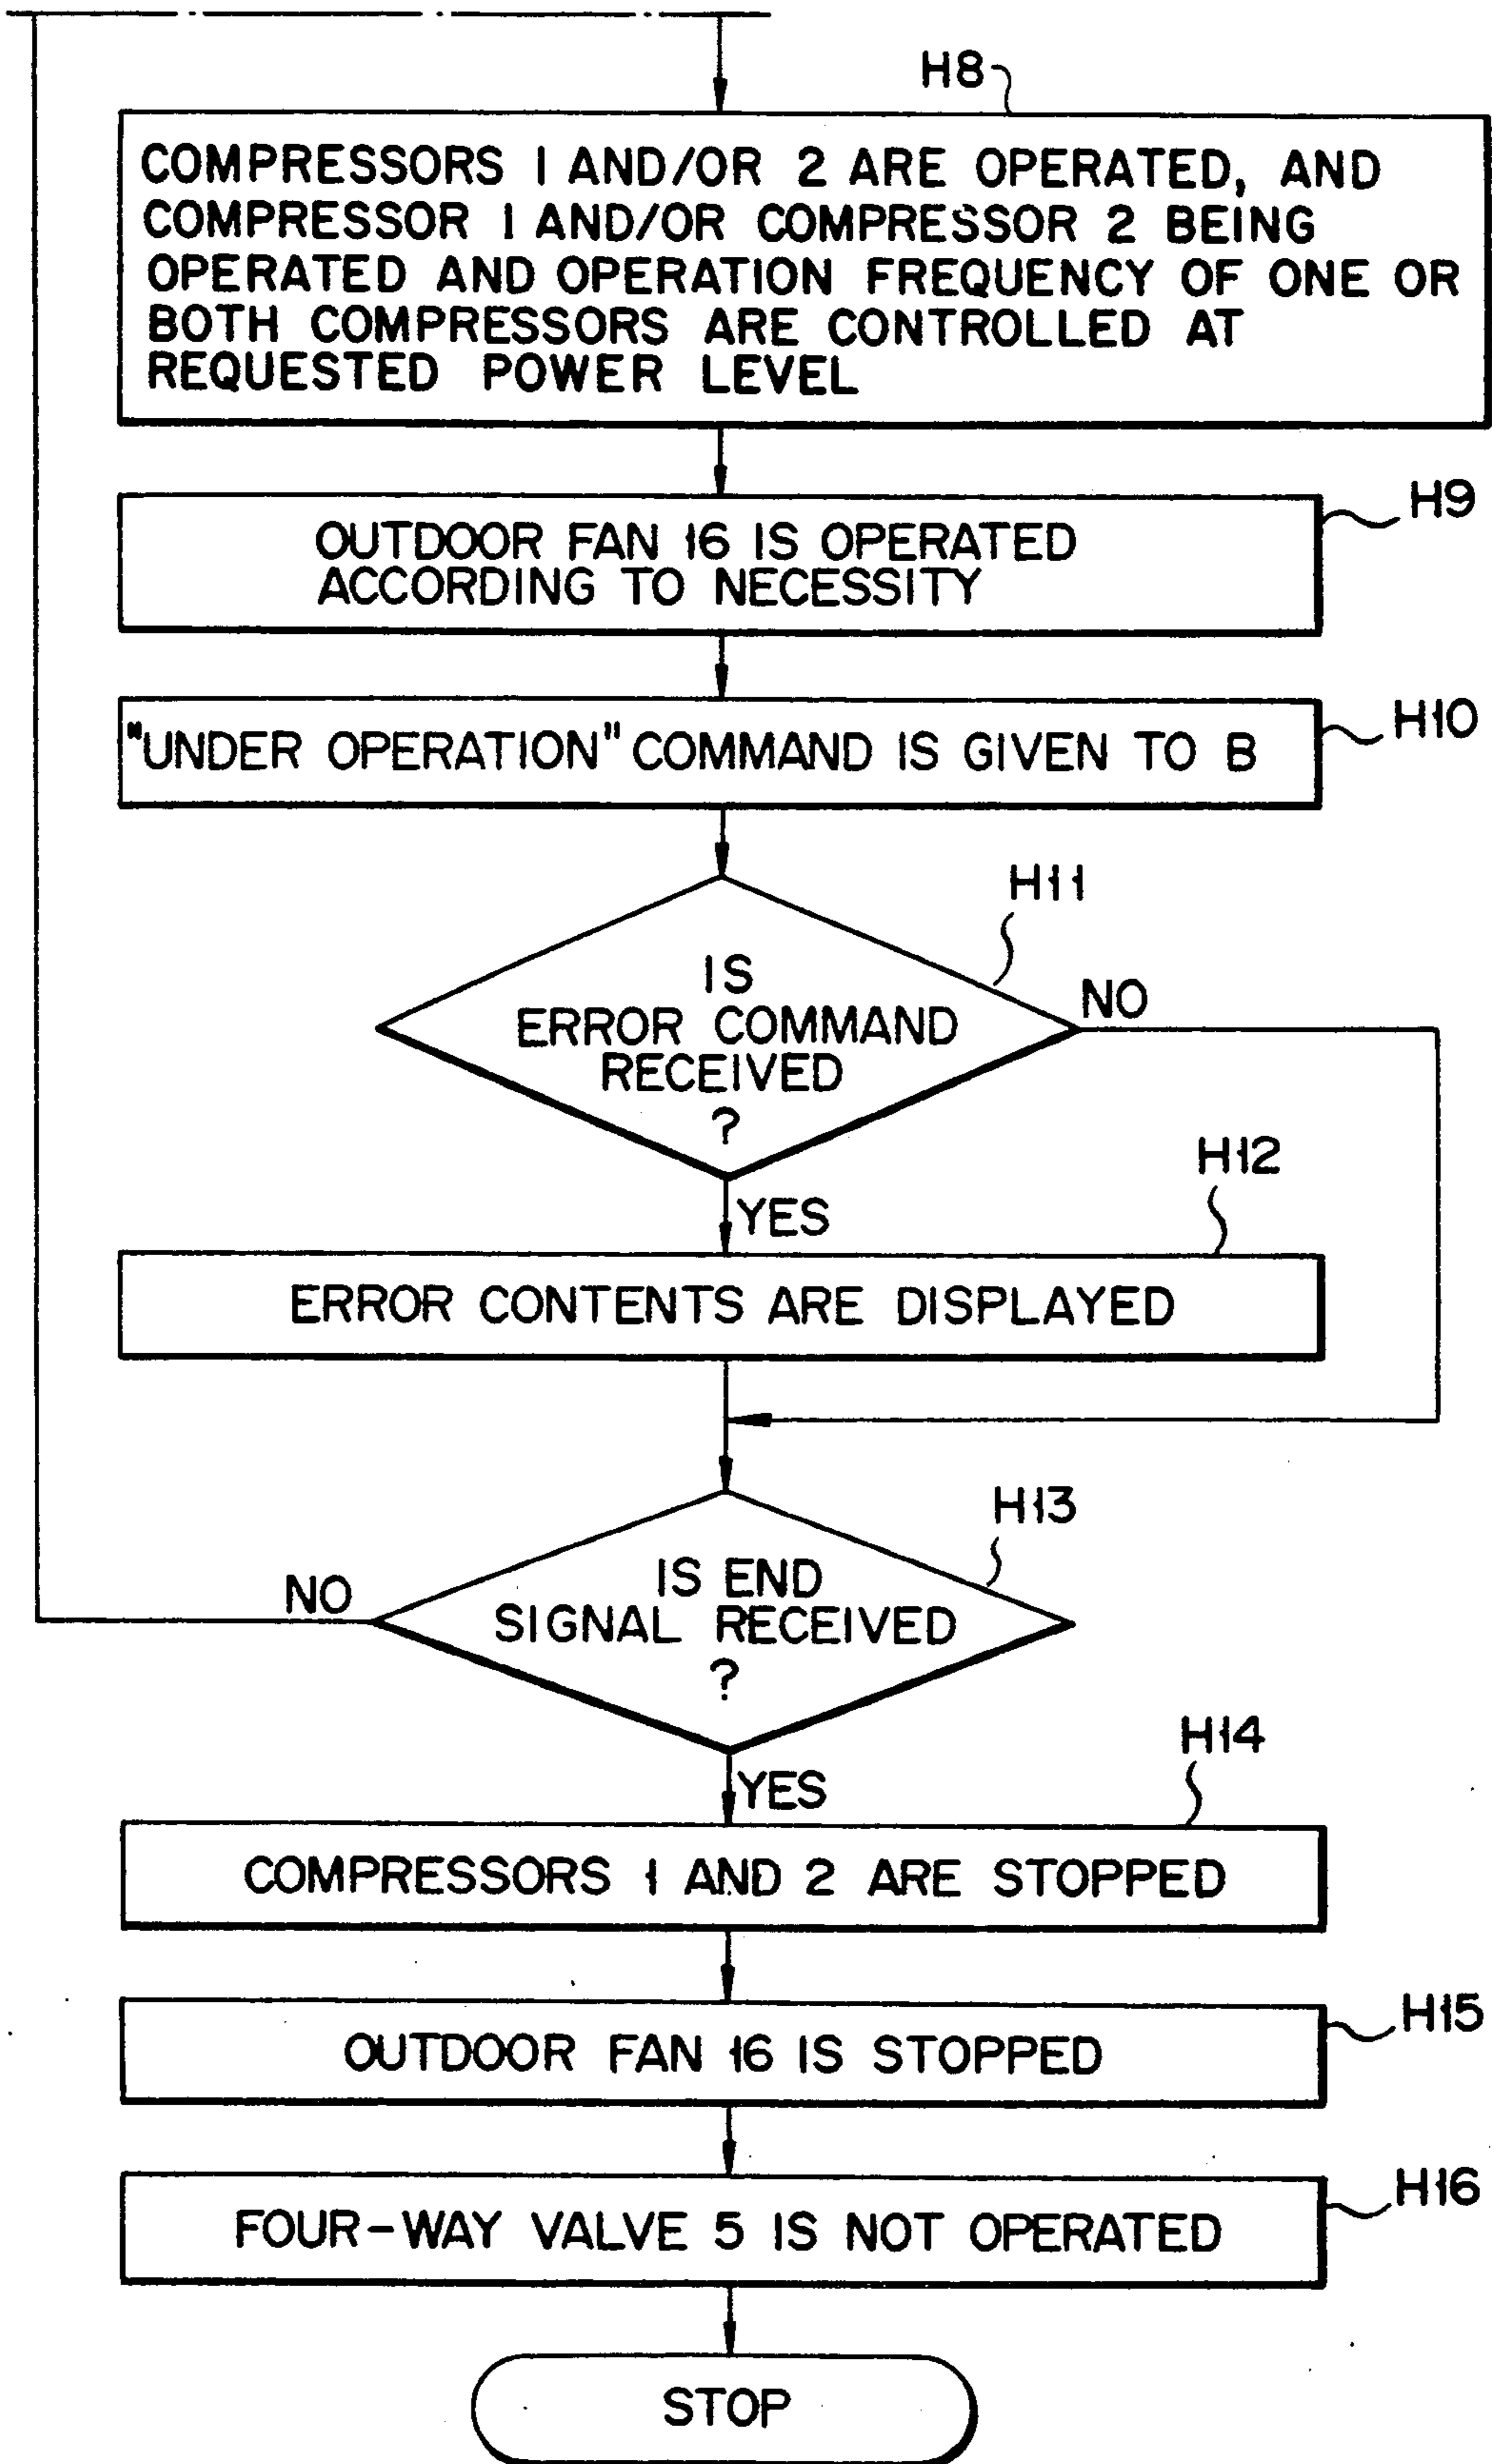 H8
COMPRESSORS 1 AND/OR 2 ARE OPERATED, AND
COMPRESSOR 1 AND/OR COMPRESSOR 2 BEING
OPERATED AND OPERATION FREQUENCY OF ONE OR
BOTH COMPRESSORS ARE CONTROLLED AT
REQUESTED POWER LEVEL
H9
OUTDOOR FAN 16 IS OPERATED
ACCORDING TO NECESSITY
H10
"UNDER OPERATION" COMMAND IS GIVEN TO B
H11
IS
ERROR COMMAND
RECEIVED
?
NO
YES
H12
ERROR CONTENTS ARE DISPLAYED
H13
IS END
SIGNAL RECEIVED
?
NO
YES
H14
COMPRESSORS 1 AND 2 ARE STOPPED
H15
OUTDOOR FAN 16 IS STOPPED
H16
FOUR-WAY VALVE 5 IS NOT OPERATED
STOP